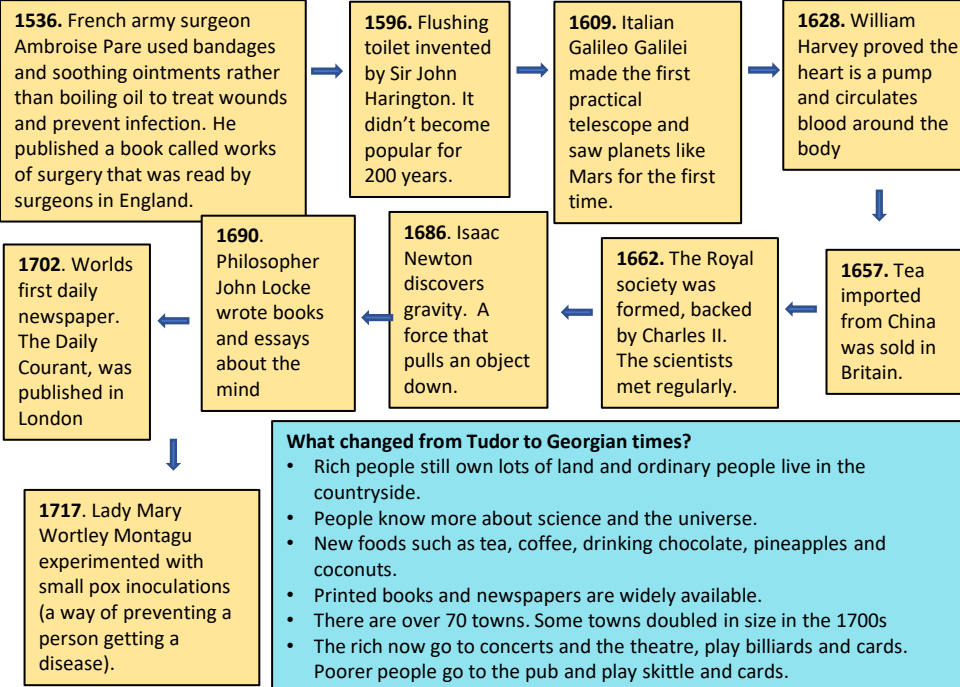 1536. French army surgeon
Ambroise Pare used bandages
and soothing ointments rather
than boiling oil to treat wounds
and prevent infection. He
published a book called works
of surgery that was read by
surgeons in England.
1596. Flushing
toilet invented
by Sir John
Harington. It
didn't become
popular for
200 years.
1609. Italian
Galileo Galilei
made the first
practical
telescope and
saw planets like
Mars for the first
time.
1628. William
Harvey proved the
heart is a pump
and circulates
blood around the
body
1657. Tea
imported
from China
was sold in
Britain.
1662. The Royal
society was
formed, backed
by Charles II.
The scientists
met regularly.
1686. Isaac
Newton
discovers
gravity.  A
force that
pulls an object
down.
1690.
Philosopher
John Locke
wrote books
and essays
about the
mind
1702. Worlds
first daily
newspaper.
The Daily
Courant, was
published in
London
1717. Lady Mary
Wortley Montagu
experimented with
small pox inoculations
(a way of preventing a
person getting a
disease).
What changed from Tudor to Georgian times?
• Rich people still own lots of land and ordinary people live in the
countryside.
• People know more about science and the universe.
• New foods such as tea, coffee, drinking chocolate, pineapples and
coconuts.
• Printed books and newspapers are widely available.
• There are over 70 towns. Some towns doubled in size in the 1700s
• The rich now go to concerts and the theatre, play billiards and cards.
Poorer people go to the pub and play skittle and cards.